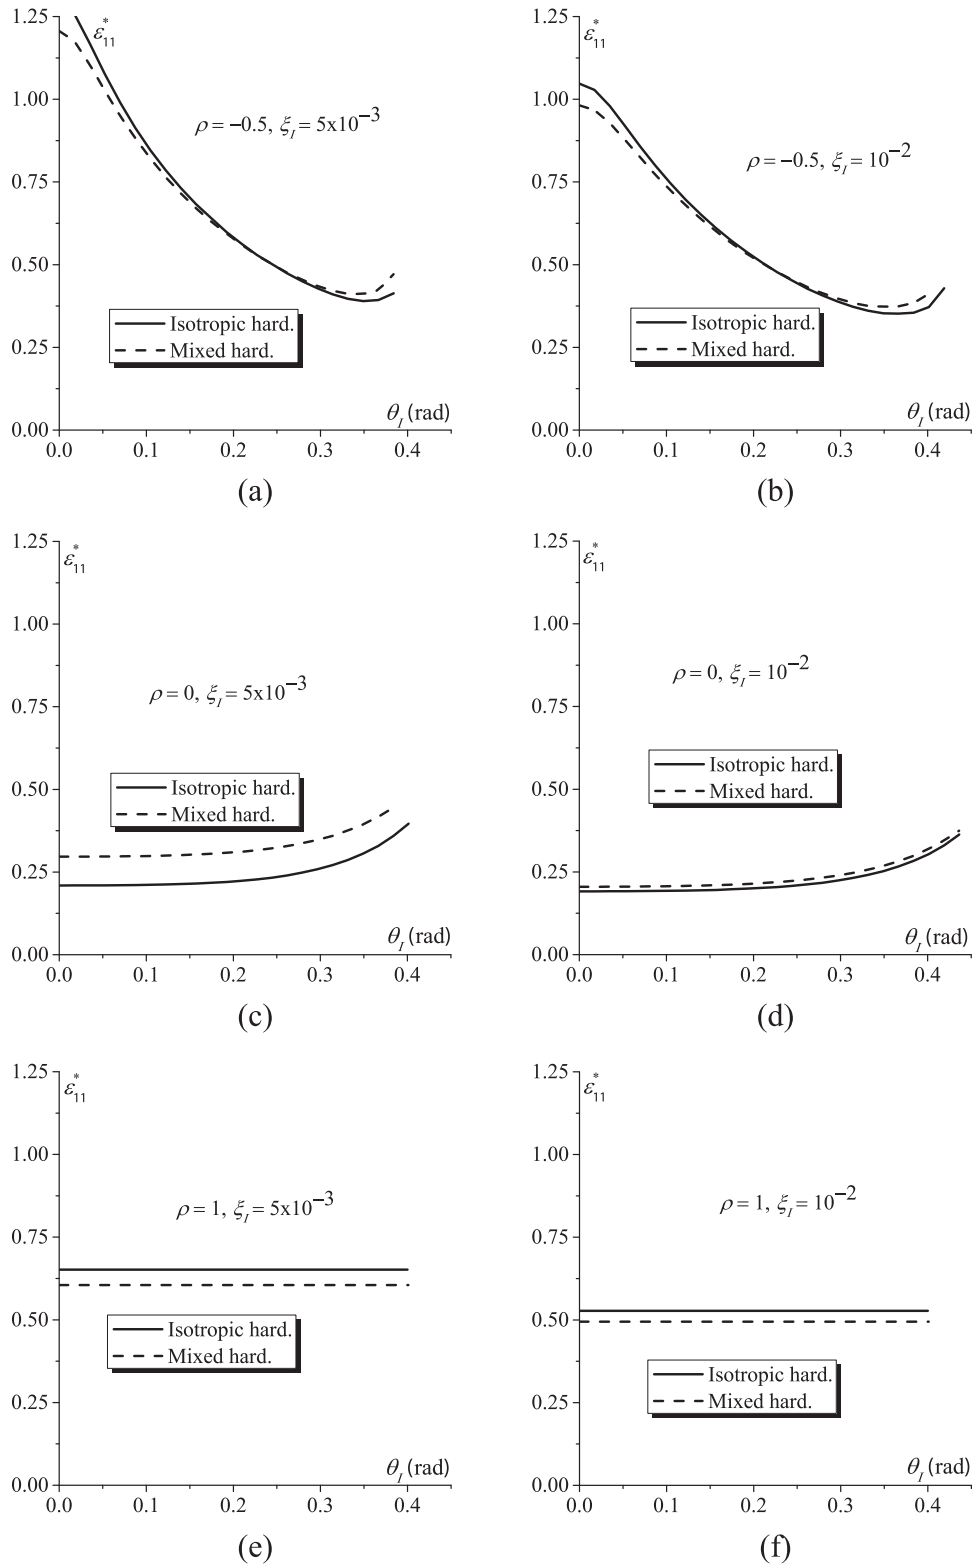 1.25
1.00
0.75
0.50
0.25
0.00
ε*11
ρ = −0.5, ξI = 5x10−3
Isotropic hard.
Mixed hard.
θI (rad)
0.0 0.1 0.2 0.3 0.4
(a)
1.25
1.00
0.75
0.50
0.25
0.00
ε*11
ρ = −0.5, ξI = 10−2
Isotropic hard.
Mixed hard.
θI (rad)
0.0 0.1 0.2 0.3 0.4
(b)
1.25
1.00
0.75
0.50
0.25
0.00
ε*11
ρ = 0, ξI = 5x10−3
Isotropic hard.
Mixed hard.
θI (rad)
0.0 0.1 0.2 0.3 0.4
(c)
1.25
1.00
0.75
0.50
0.25
0.00
ε*11
ρ = 0, ξI = 10−2
Isotropic hard.
Mixed hard.
θI (rad)
0.0 0.1 0.2 0.3 0.4
(d)
1.25
1.00
0.75
0.50
0.25
0.00
ε*11
ρ = 1, ξI = 5x10−3
Isotropic hard.
Mixed hard.
θI (rad)
0.0 0.1 0.2 0.3 0.4
(e)
1.25
1.00
0.75
0.50
0.25
0.00
ε*11
ρ = 1, ξI = 10−2
Isotropic hard.
Mixed hard.
θI (rad)
0.0 0.1 0.2 0.3 0.4
(f)